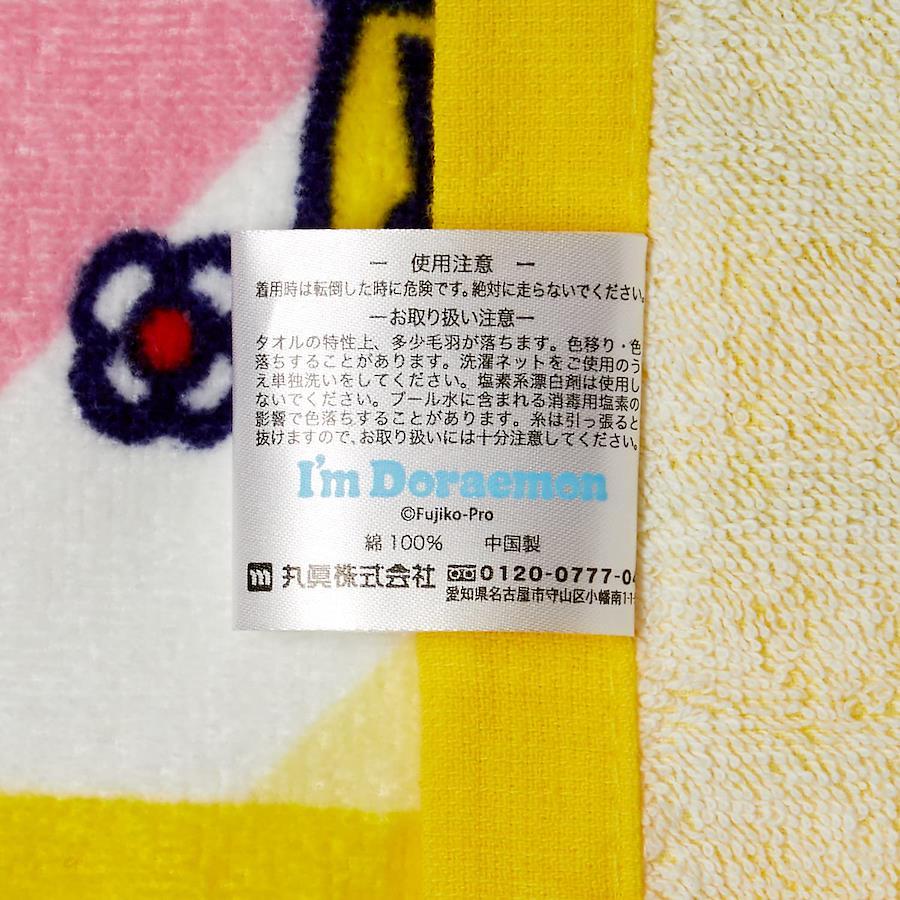 ― 使用注意 ―
着用時は転倒した時に危険です。絶対に走らないでください。
―お取り扱い注意―
タオルの特性上、多少毛羽が落ちます。色移り・色
落ちすることがあります。洗濯ネットをご使用のう
え単独洗いをしてください。塩素系漂白剤は使用し
ないでください。プール水に含まれる消毒用塩素の
影響で色落ちすることがあります。糸は引っ張ると
抜けますので、お取り扱いには十分注意してください。
I'm Doraemon
©Fujiko-Pro
綿 100% 中国製
m 丸眞株式会社 0120-0777-0
愛知県名古屋市守山区小幡南1-1